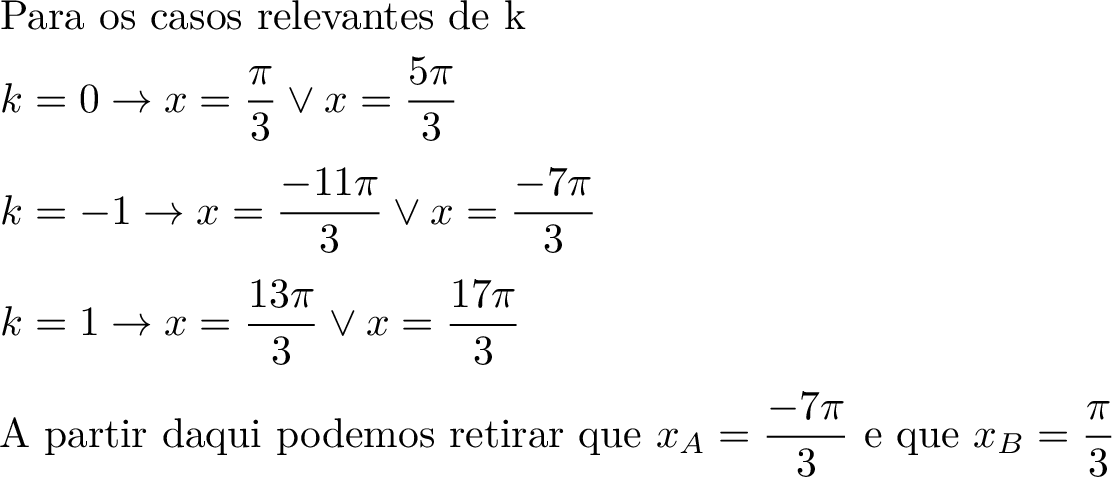 Para os casos relevantes de k
k = 0 → x = π/3 ∨ x = 5π/3
k = −1 → x = −11π/3 ∨ x = −7π/3
k = 1 → x = 13π/3 ∨ x = 17π/3
A partir daqui podemos retirar que x_A = −7π/3 e que x_B = π/3